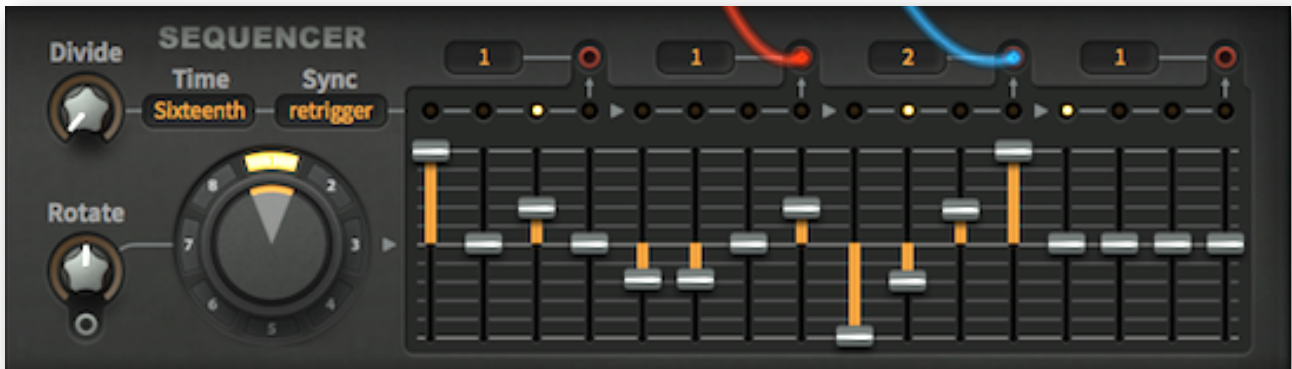 SEQUENCER
Divide
Time
Sync
Sixteenth
retrigger
1
1
2
1
Rotate
8
2
7
3
6
4
5